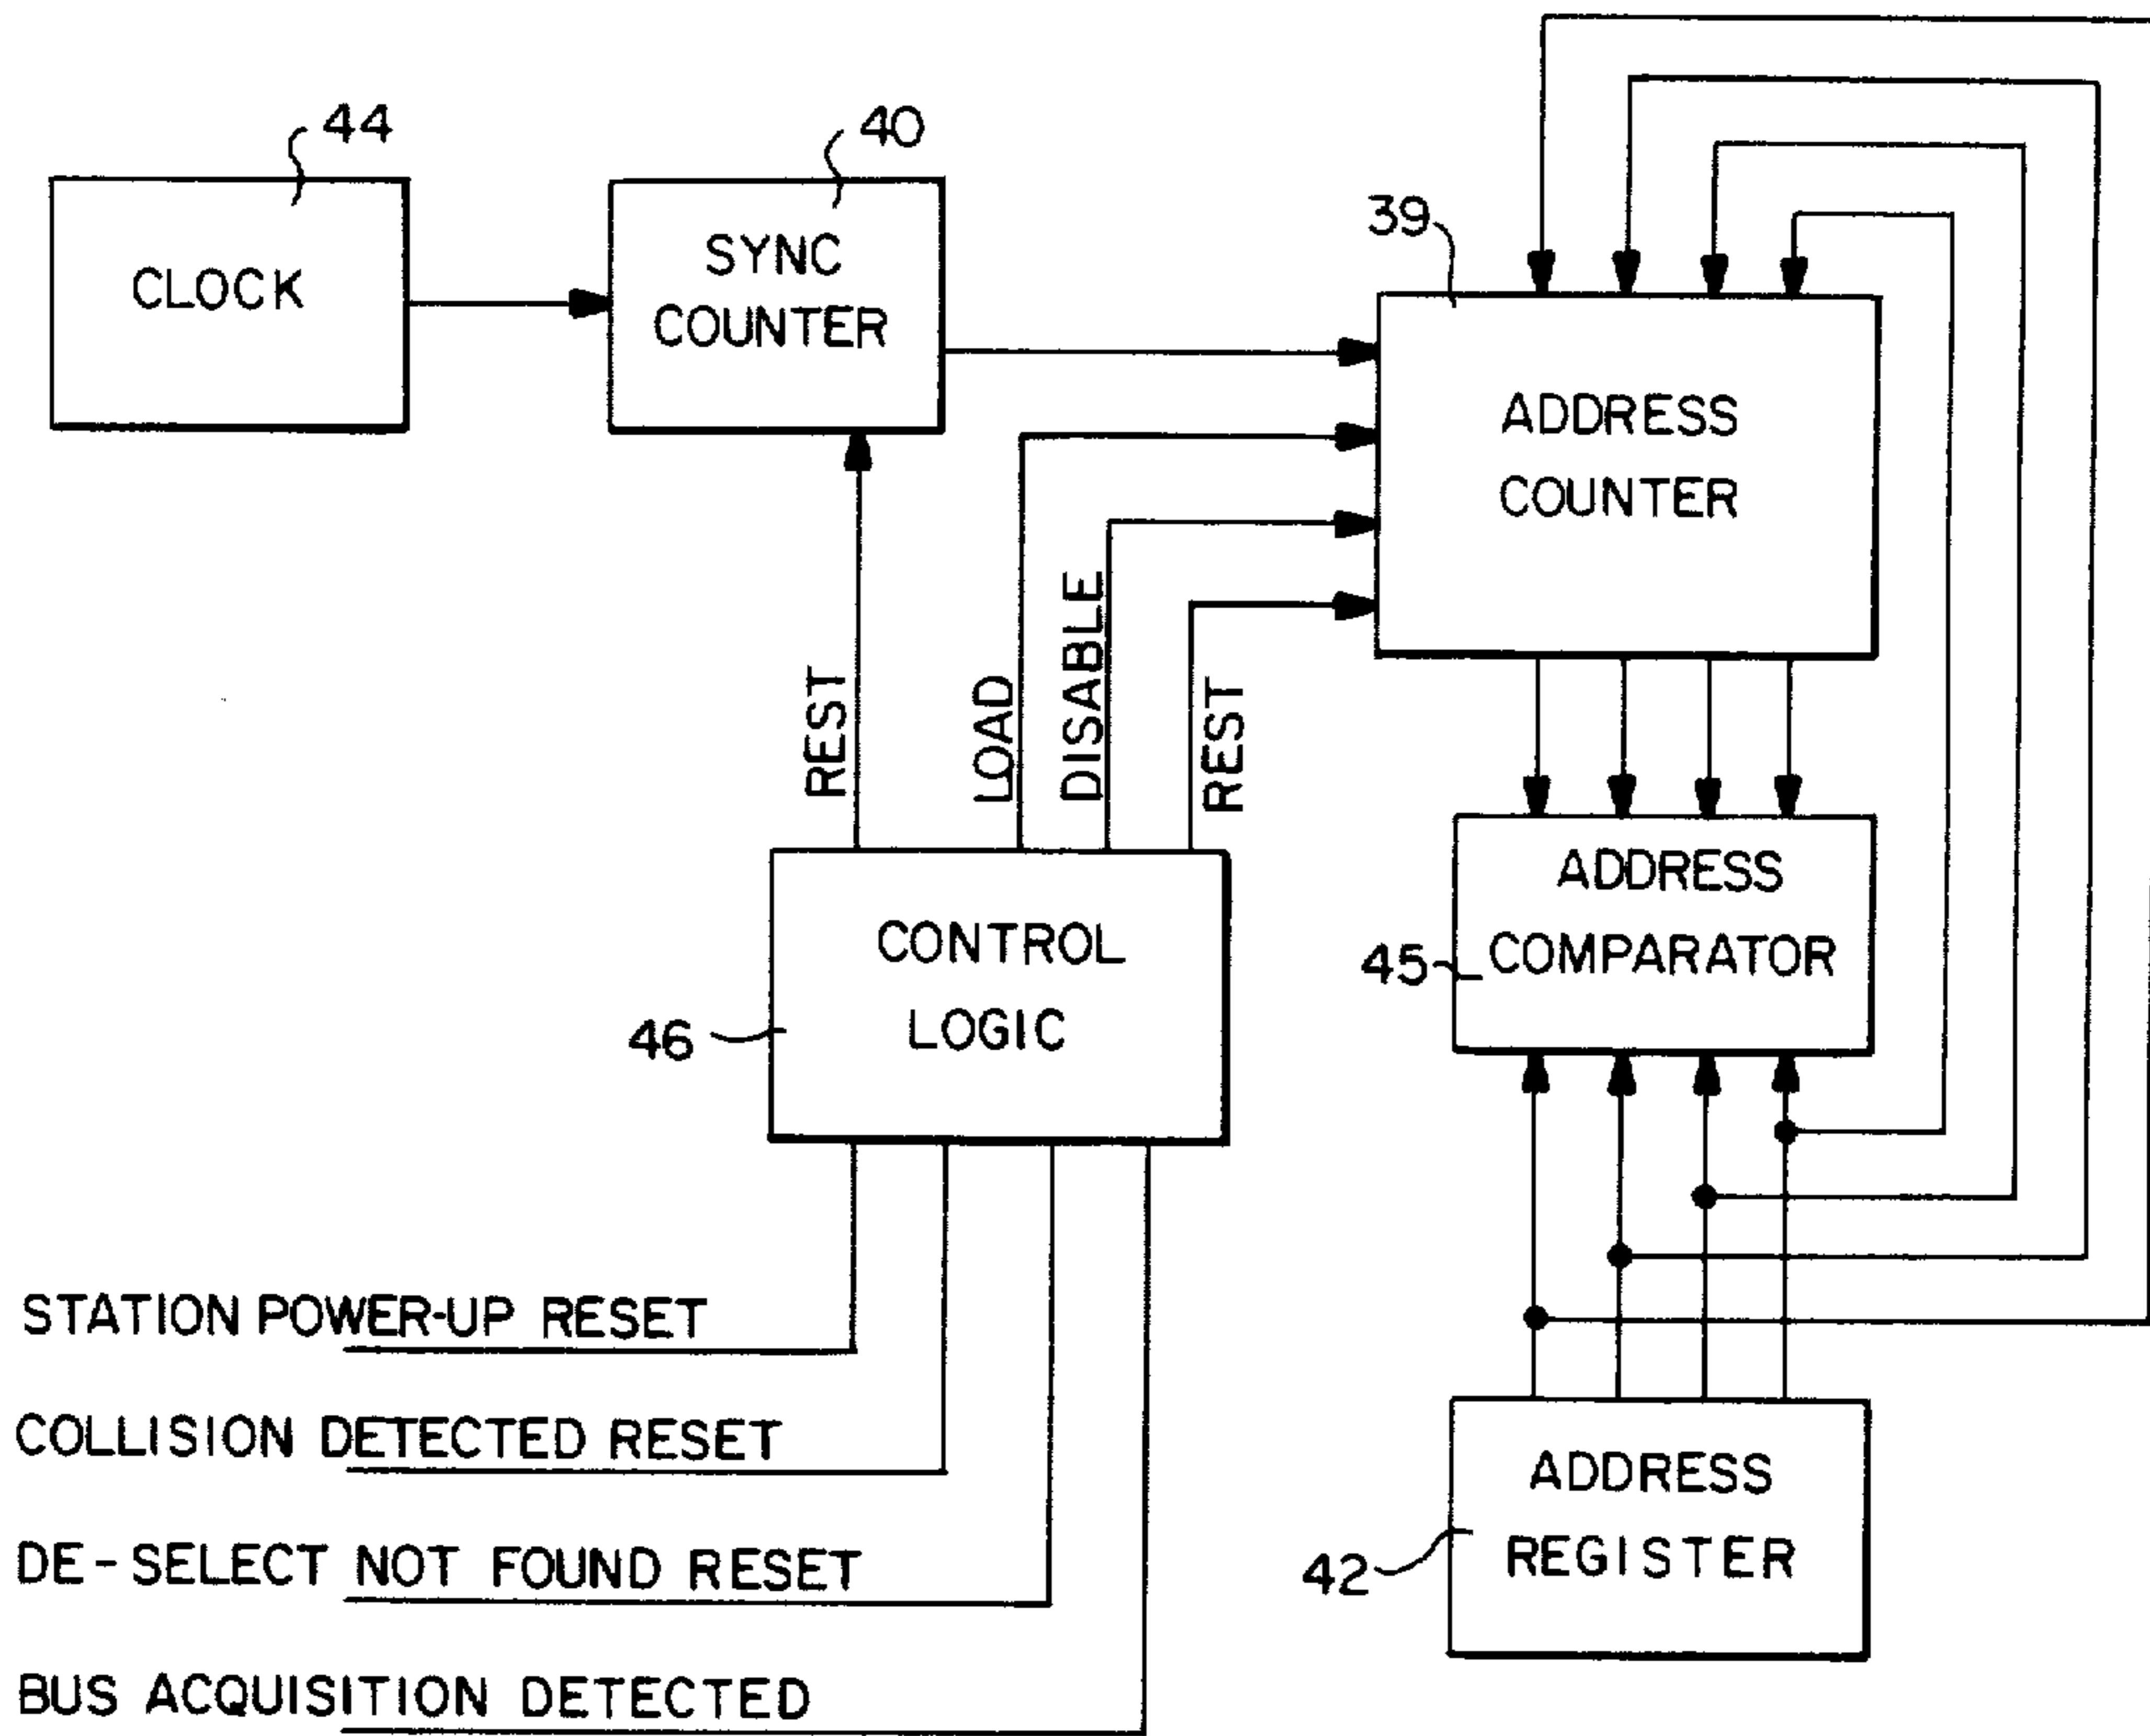 44
40
CLOCK
SYNC
COUNTER
39
ADDRESS
COUNTER
REST
LOAD
DISABLE
REST
ADDRESS
COMPARATOR
45
CONTROL
LOGIC
46
STATION POWER-UP RESET
COLLISION DETECTED RESET
DE-SELECT NOT FOUND RESET
BUS ACQUISITION DETECTED
ADDRESS
REGISTER
42